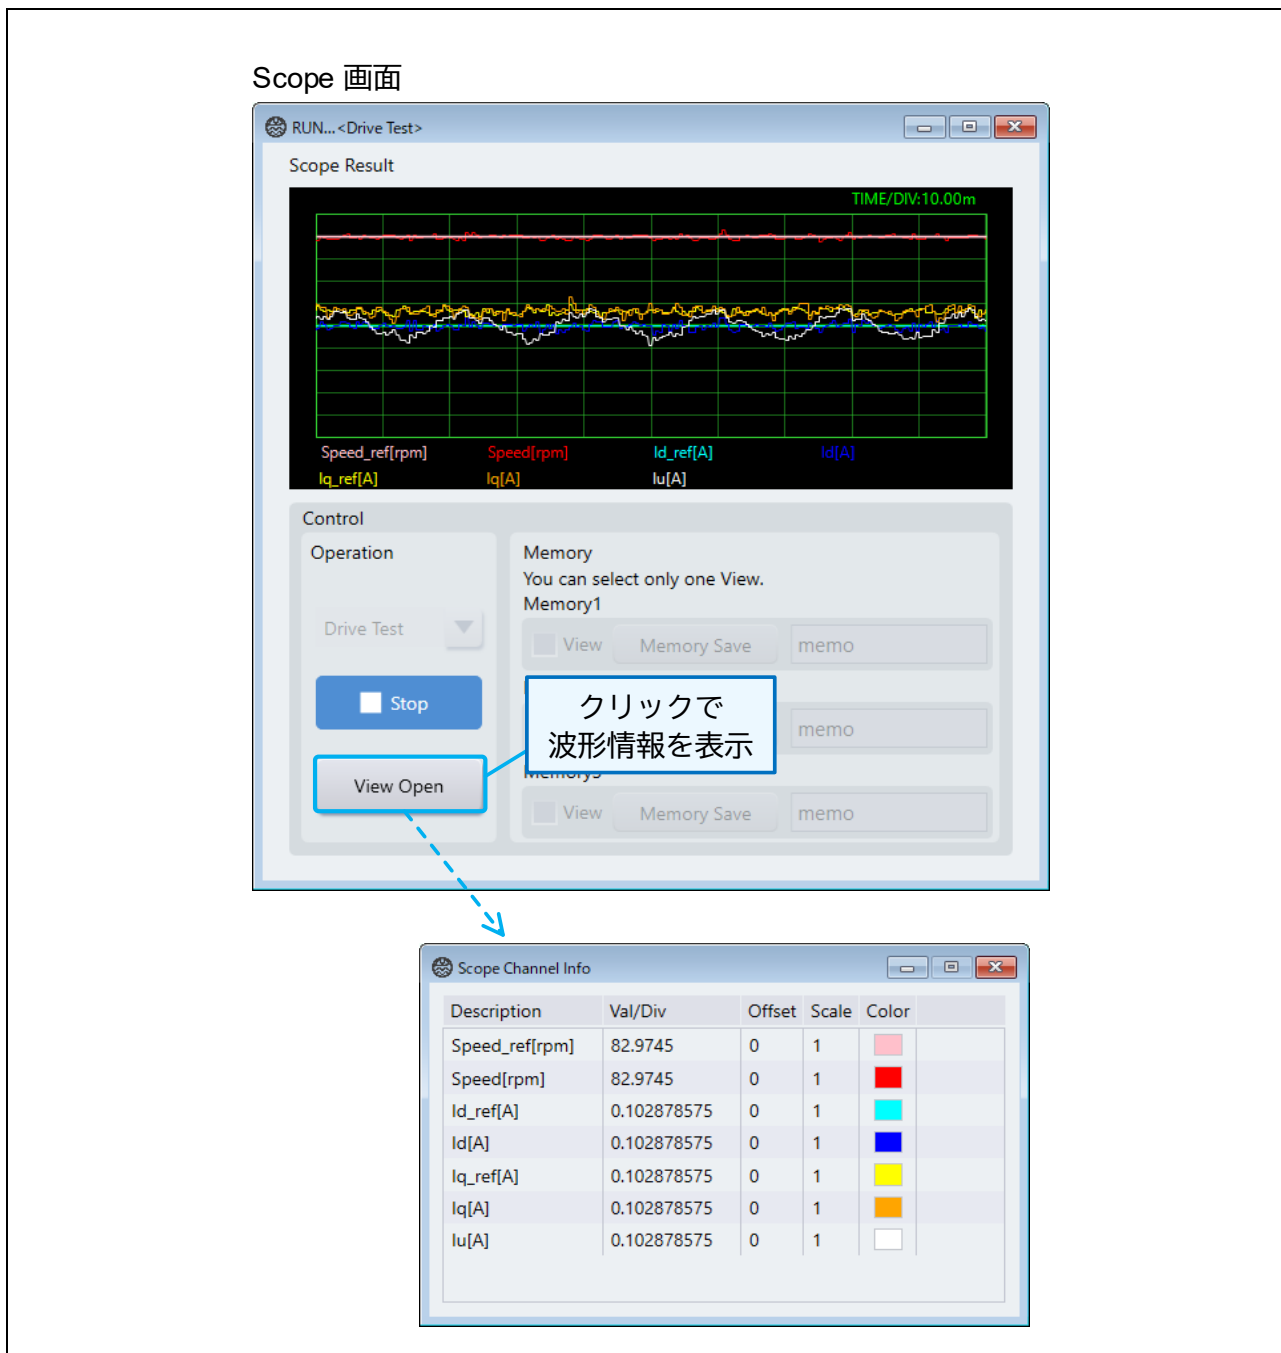 Scope 画面
RUN...<Drive Test>
Scope Result
TIME/DIV:10.00m
Speed_ref[rpm] Speed[rpm] Id_ref[A] Id[A]
Iq_ref[A] Iq[A] Iu[A]
Control
Operation
Drive Test
Stop
View Open
Memory
You can select only one View.
Memory1
View Memory Save memo
クリックで
波形情報を表示
memo
View Memory Save memo
Scope Channel Info
Description Val/Div Offset Scale Color
Speed_ref[rpm] 82.9745 0 1
Speed[rpm] 82.9745 0 1
Id_ref[A] 0.102878575 0 1
Id[A] 0.102878575 0 1
Iq_ref[A] 0.102878575 0 1
Iq[A] 0.102878575 0 1
Iu[A] 0.102878575 0 1